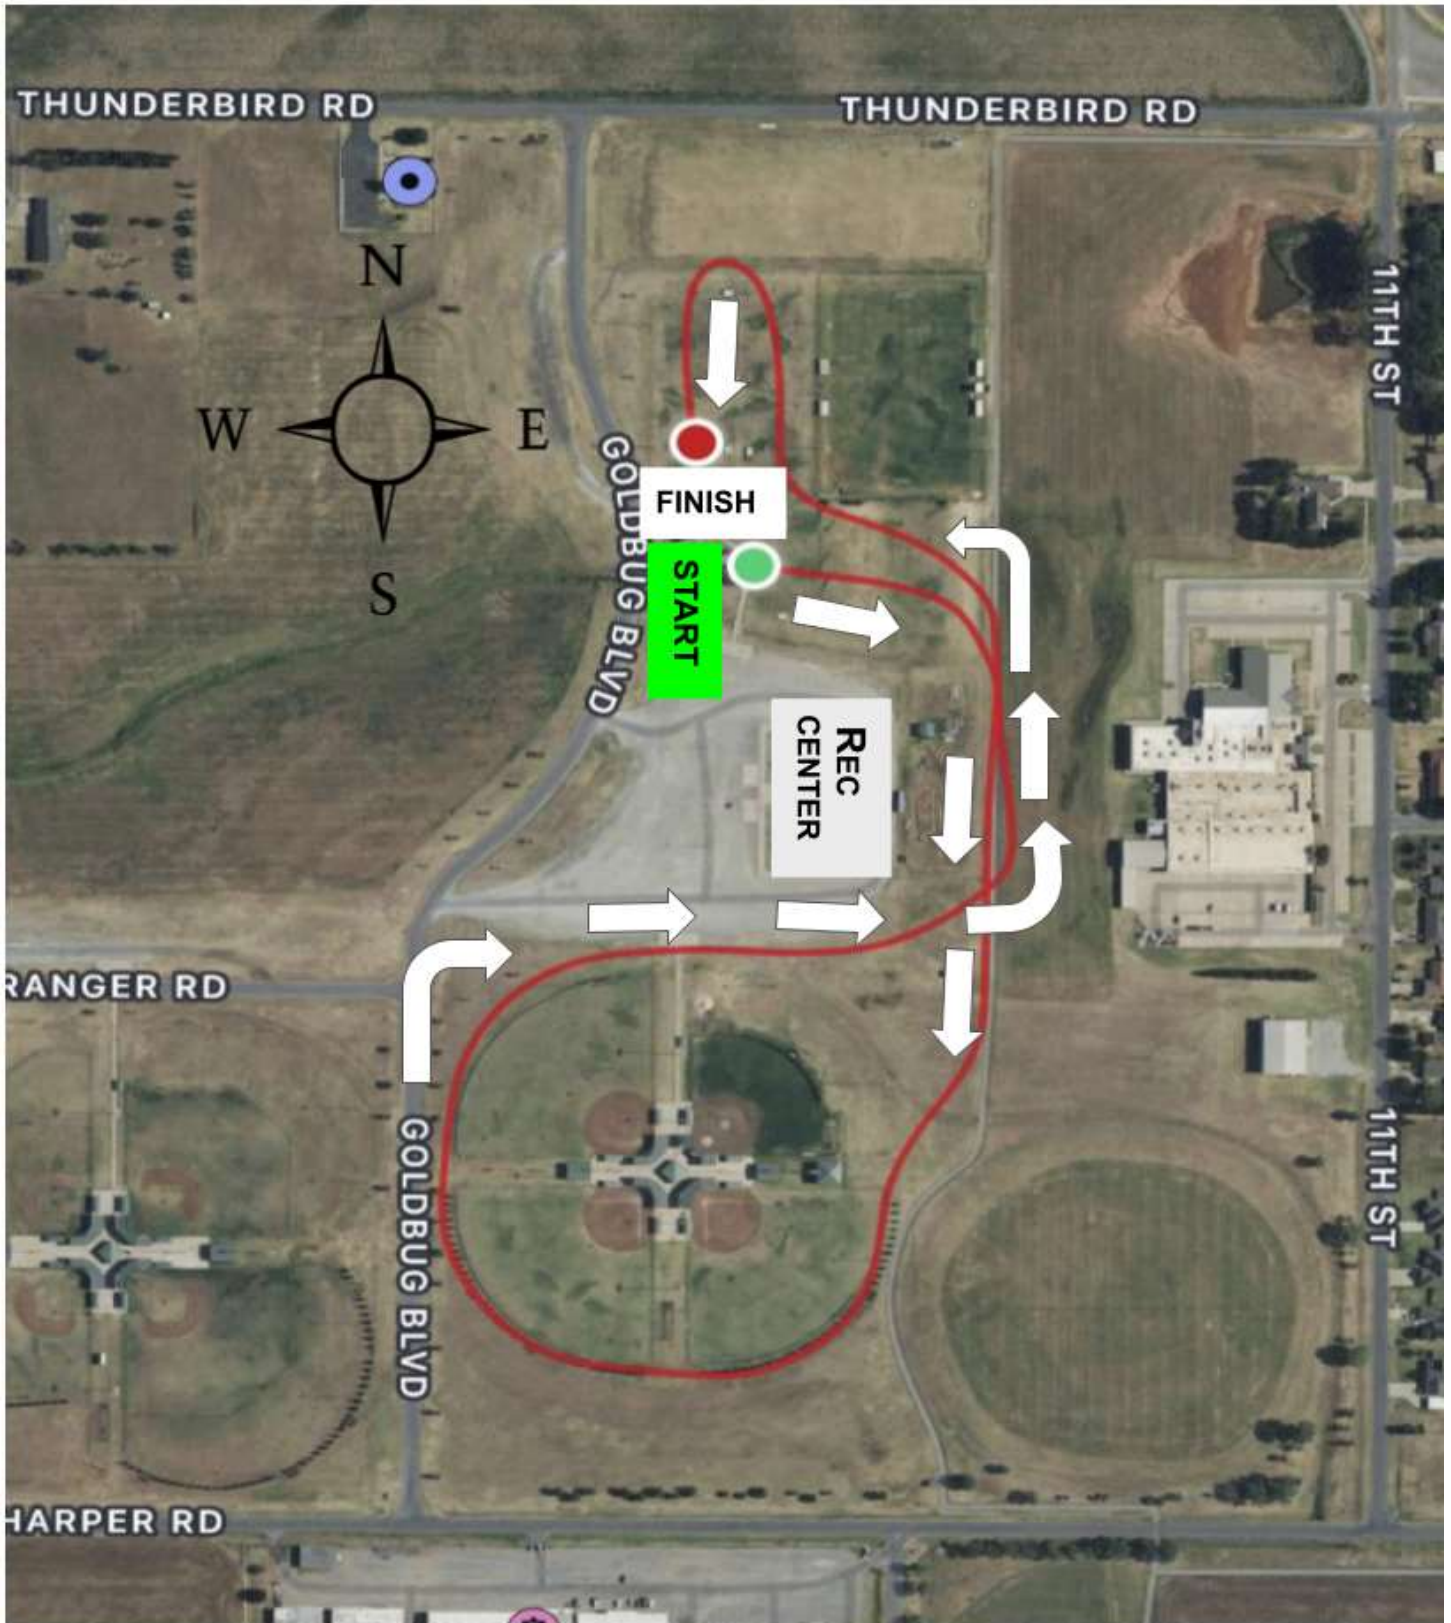 THUNDERBIRD RD
THUNDERBIRD RD
N
W
E
S
11TH ST
GOLDBUG BLVD
FINISH
START
REC
CENTER
RANGER RD
GOLDBUG BLVD
11TH ST
HARPER RD